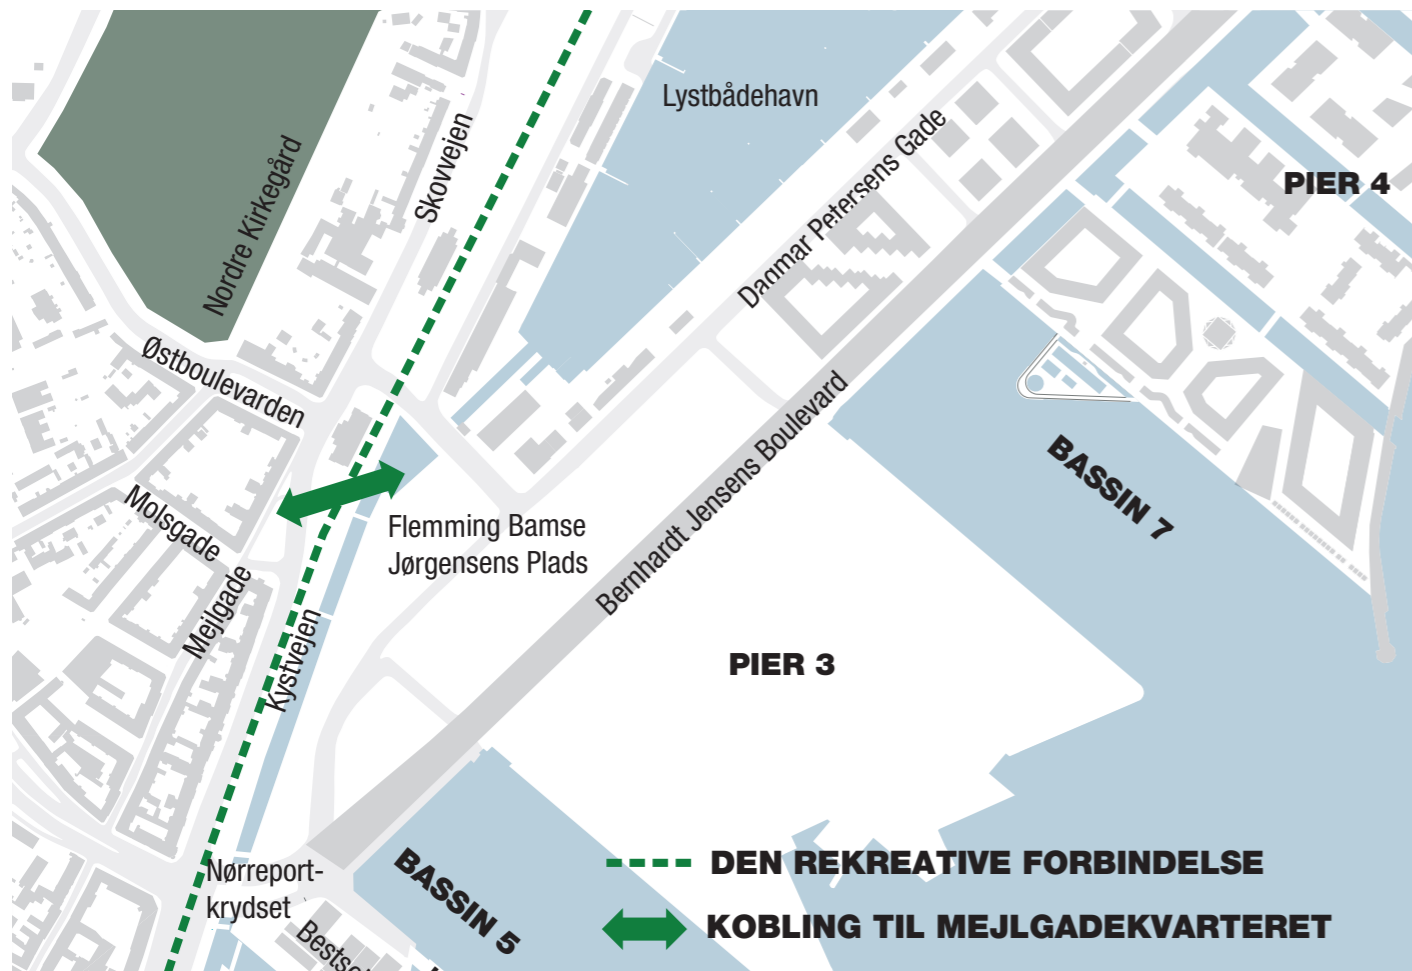 Lystbådehavn
Skovvejen
Nordre Kirkegård
Dagmar Petersens Gade
PIER 4
Østboulevarden
Molsgade
Mejlgade
Kystvejen
Flemming Bamse
Jørgensens Plads
Bernhardt Jensens Boulevard
BASSIN 7
PIER 3
Nørreport-
krydset
BASSIN 5
DEN REKREATIVE FORBINDELSE
KOBLING TIL MEJLGADEKVARTERET